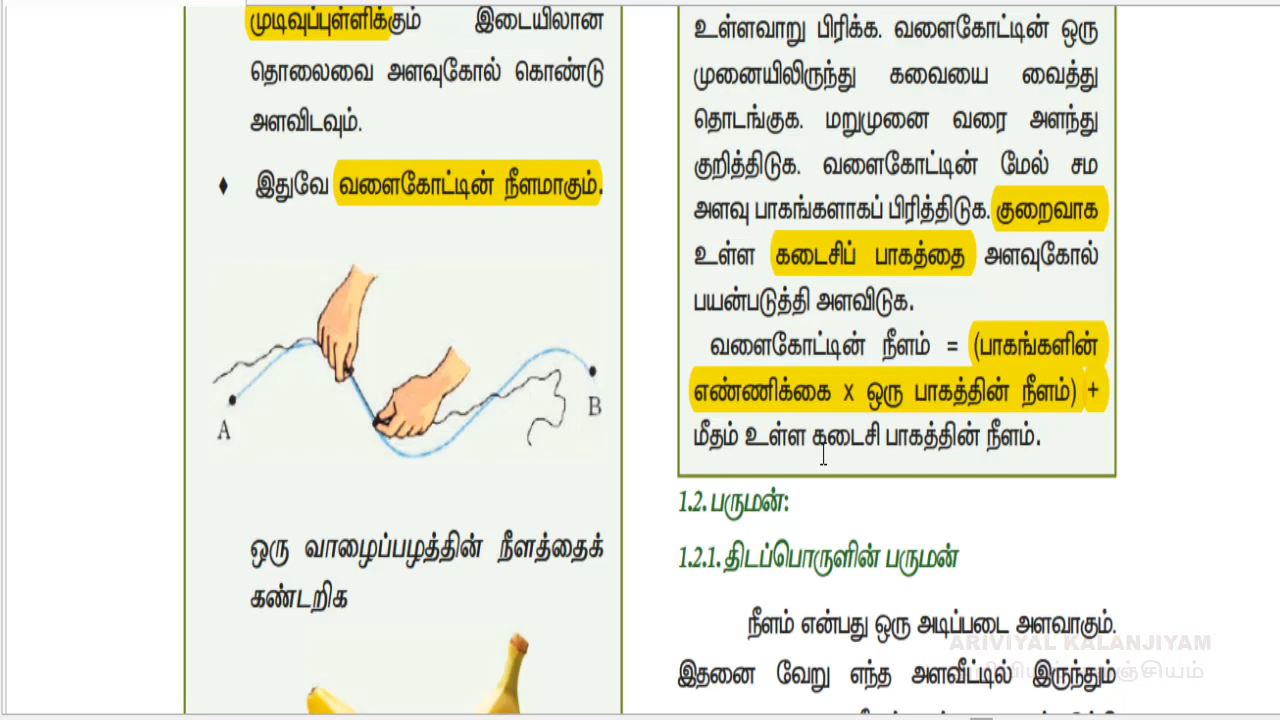 முடிவுப்புள்ளிக்கும் இடையிலான
தொலைவை அளவுகோல் கொண்டு
அளவிடவும்.
♦ இதுவே வளைகோட்டின் நீளமாகும்.
A
B
ஒரு வாழைப்பழத்தின் நீளத்தைக்
கண்டறிக
உள்ளவாறு பிரிக்க. வளைகோட்டின் ஒரு
முனையிலிருந்து கவையை வைத்து
தொடங்குக. மறுமுனை வரை அளந்து
குறித்திடுக. வளைகோட்டின் மேல் சம
அளவு பாகங்களாகப் பிரித்திடுக. குறைவாக
உள்ள கடைசிப் பாகத்தை அளவுகோல்
பயன்படுத்தி அளவிடுக.
வளைகோட்டின் நீளம் = (பாகங்களின்
எண்ணிக்கை x ஒரு பாகத்தின் நீளம்) +
மீதம் உள்ள கடைசி பாகத்தின் நீளம்.
1.2. பருமன்:
1.2.1. திடப்பொருளின் பருமன்
நீளம் என்பது ஒரு அடிப்படை அளவாகும்.
ARIVIYAL KALANJIYAM
இதனை வேறு எந்த அளவீட்டில் இருந்தும்